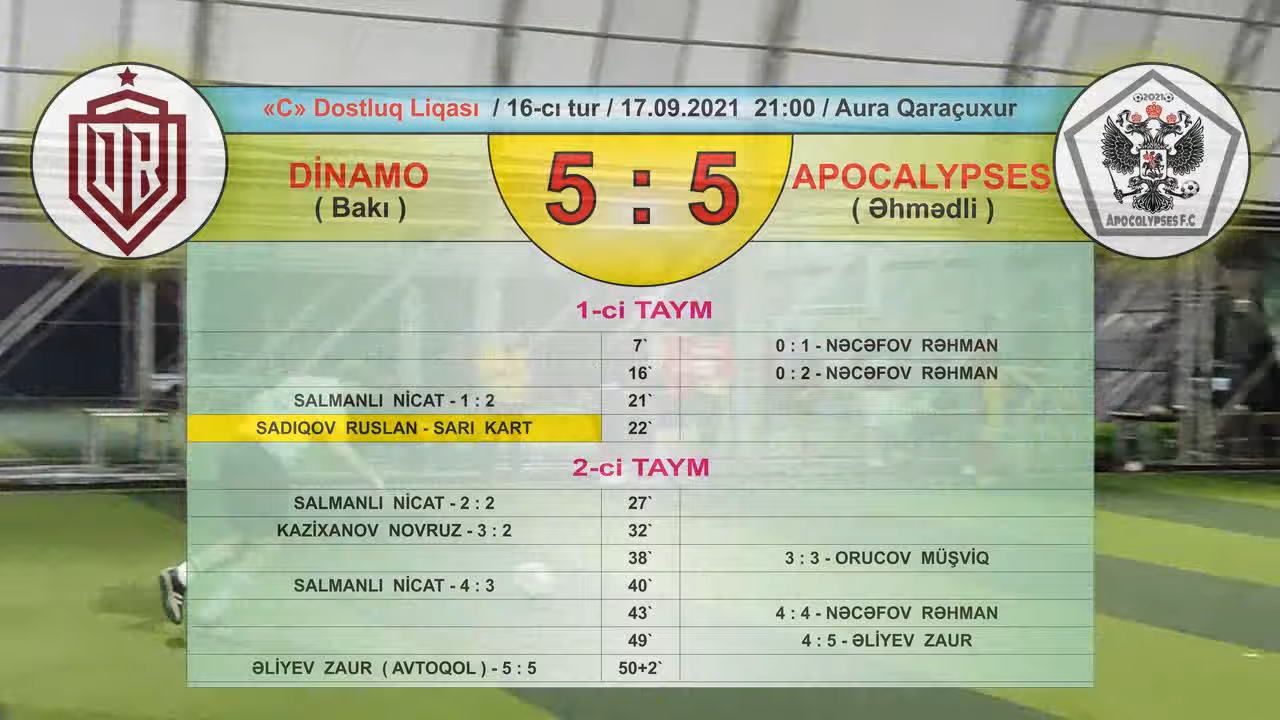 «C» Dostluq Liqası / 16-cı tur / 17.09.2021 21:00 / Aura Qaraçuxur
DİNAMO
( Bakı )
5 : 5
APOCALYPSES
( Əhmədli )
DB
2021
APOCOLYPSES F.C
1-ci TAYM
7` 0 : 1 - NƏCƏFOV RƏHMAN
16` 0 : 2 - NƏCƏFOV RƏHMAN
SALMANLI NİCAT - 1 : 2 21`
SADIQOV RUSLAN - SARI KART 22`
2-ci TAYM
SALMANLI NİCAT - 2 : 2 27`
KAZİXANOV NOVRUZ - 3 : 2 32`
38` 3 : 3 - ORUCOV MÜŞVİQ
SALMANLI NİCAT - 4 : 3 40`
43` 4 : 4 - NƏCƏFOV RƏHMAN
49` 4 : 5 - ƏLİYEV ZAUR
ƏLİYEV ZAUR ( AVTOQOL ) - 5 : 5 50+2`